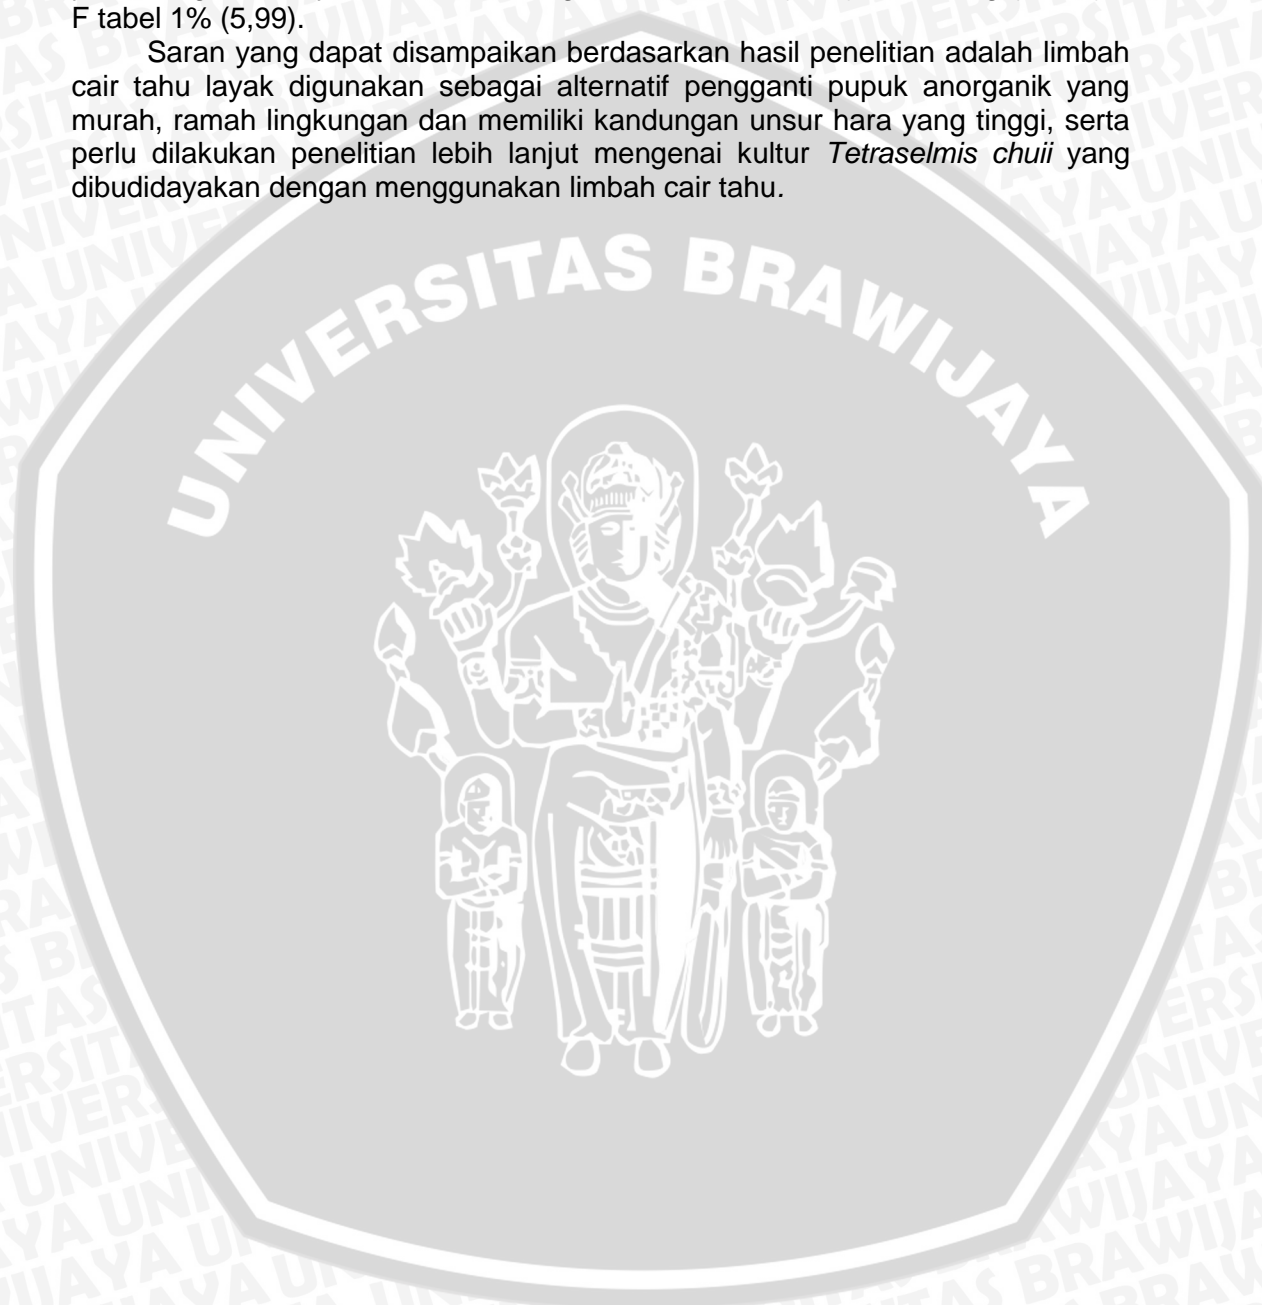 F tabel 1% (5,99).
Saran yang dapat disampaikan berdasarkan hasil penelitian adalah limbah
cair tahu layak digunakan sebagai alternatif pengganti pupuk anorganik yang
murah, ramah lingkungan dan memiliki kandungan unsur hara yang tinggi, serta
perlu dilakukan penelitian lebih lanjut mengenai kultur Tetraselmis chuii yang
dibudidayakan dengan menggunakan limbah cair tahu.
UNIVERSITAS BRAWIJAYA